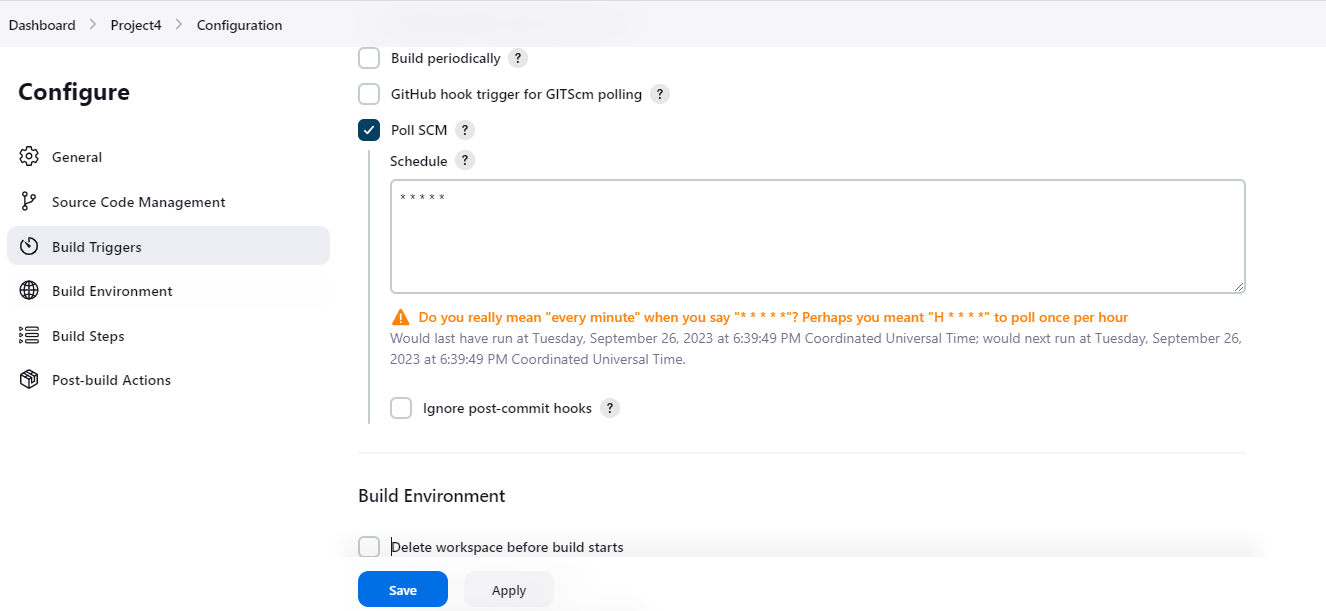 Dashboard > Project4 > Configuration
Configure
General
Source Code Management
Build Triggers
Build Environment
Build Steps
Post-build Actions
Build periodically ?
GitHub hook trigger for GITScm polling ?
Poll SCM ?
Schedule ?
* * * * *
Do you really mean "every minute" when you say "* * * * *"? Perhaps you meant "H * * * *" to poll once per hour
Would last have run at Tuesday, September 26, 2023 at 6:39:49 PM Coordinated Universal Time; would next run at Tuesday, September 26,
2023 at 6:39:49 PM Coordinated Universal Time.
Ignore post-commit hooks ?
Build Environment
Delete workspace before build starts
Save Apply